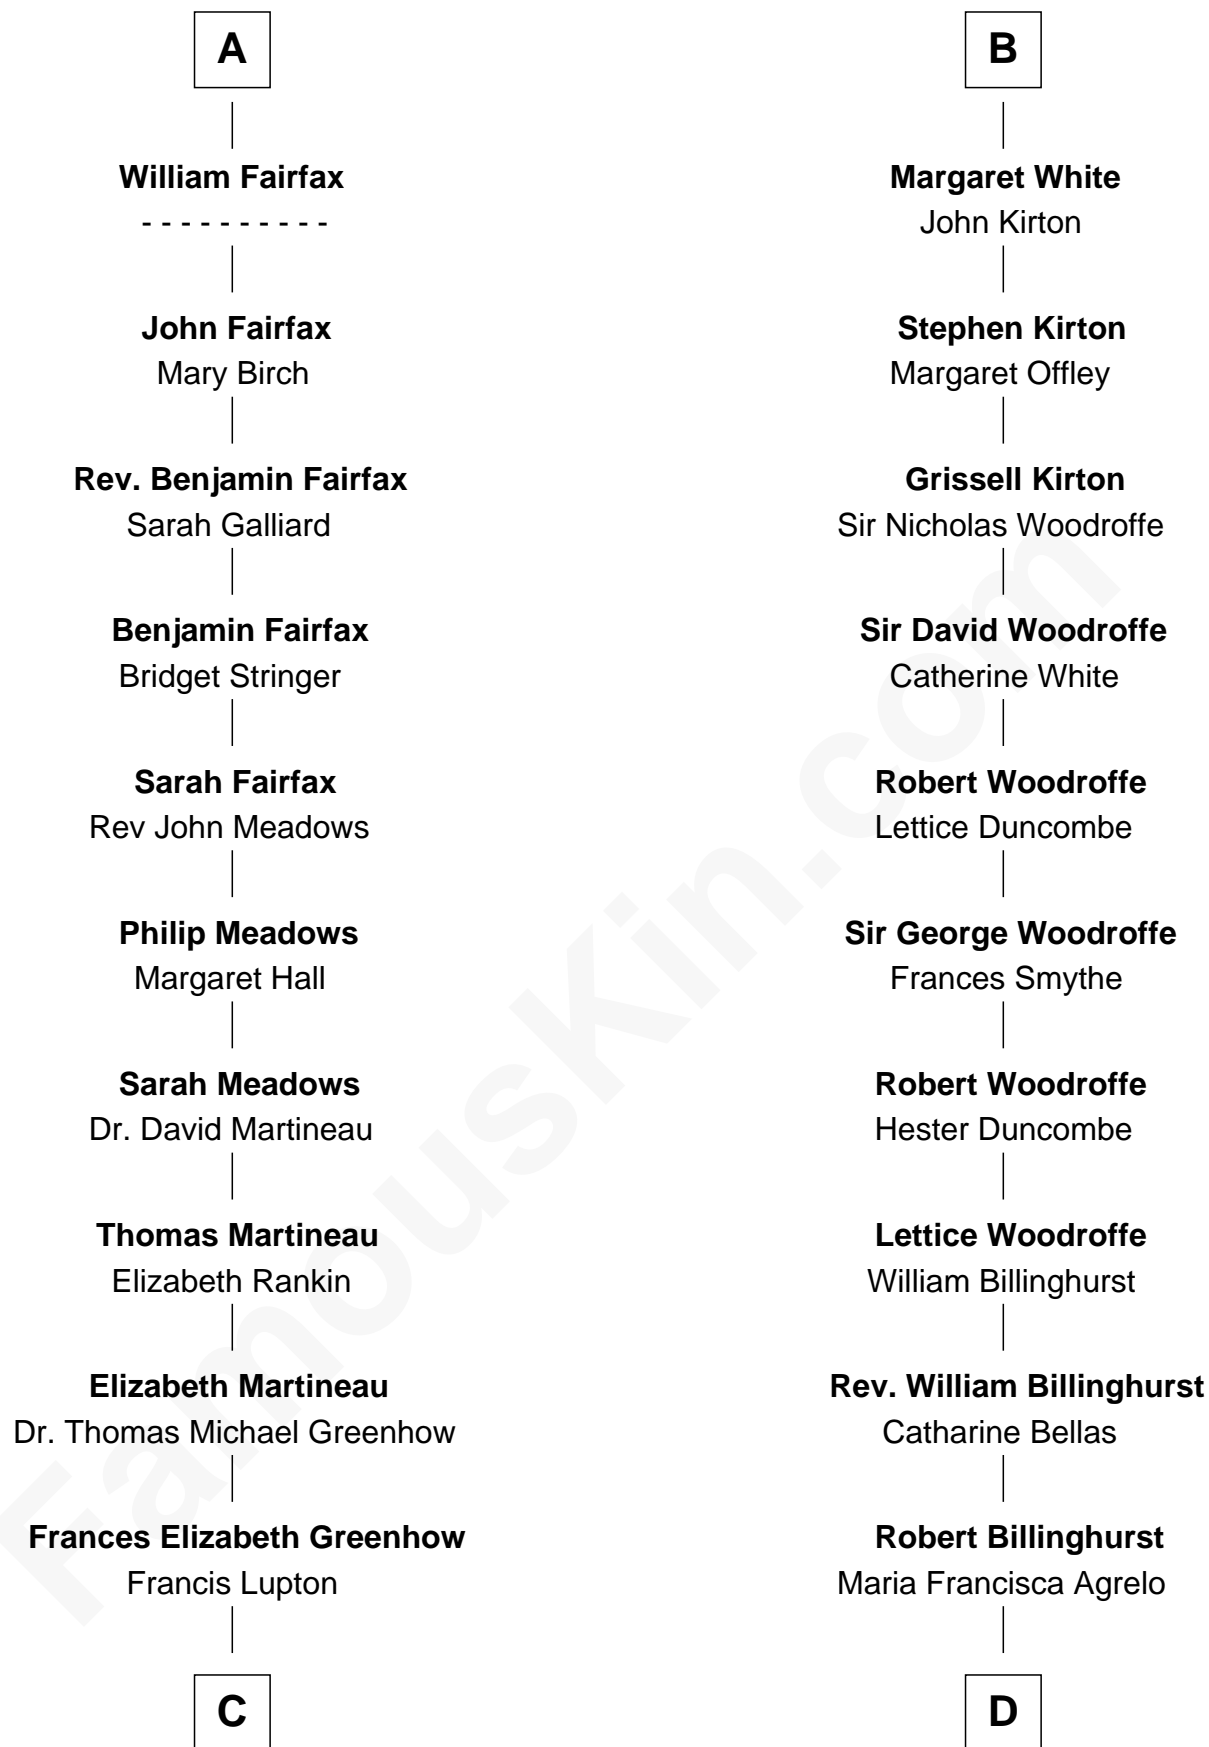 A
William Fairfax
- - - - - - - - - -
John Fairfax
Mary Birch
Rev. Benjamin Fairfax
Sarah Galliard
Benjamin Fairfax
Bridget Stringer
Sarah Fairfax
Rev John Meadows
Philip Meadows
Margaret Hall
Sarah Meadows
Dr. David Martineau
Thomas Martineau
Elizabeth Rankin
Elizabeth Martineau
Dr. Thomas Michael Greenhow
Frances Elizabeth Greenhow
Francis Lupton
C
B
Margaret White
John Kirton
Stephen Kirton
Margaret Offley
Grissell Kirton
Sir Nicholas Woodroffe
Sir David Woodroffe
Catherine White
Robert Woodroffe
Lettice Duncombe
Sir George Woodroffe
Frances Smythe
Robert Woodroffe
Hester Duncombe
Lettice Woodroffe
William Billinghurst
Rev. William Billinghurst
Catharine Bellas
Robert Billinghurst
Maria Francisca Agrelo
D
FamousKin.com